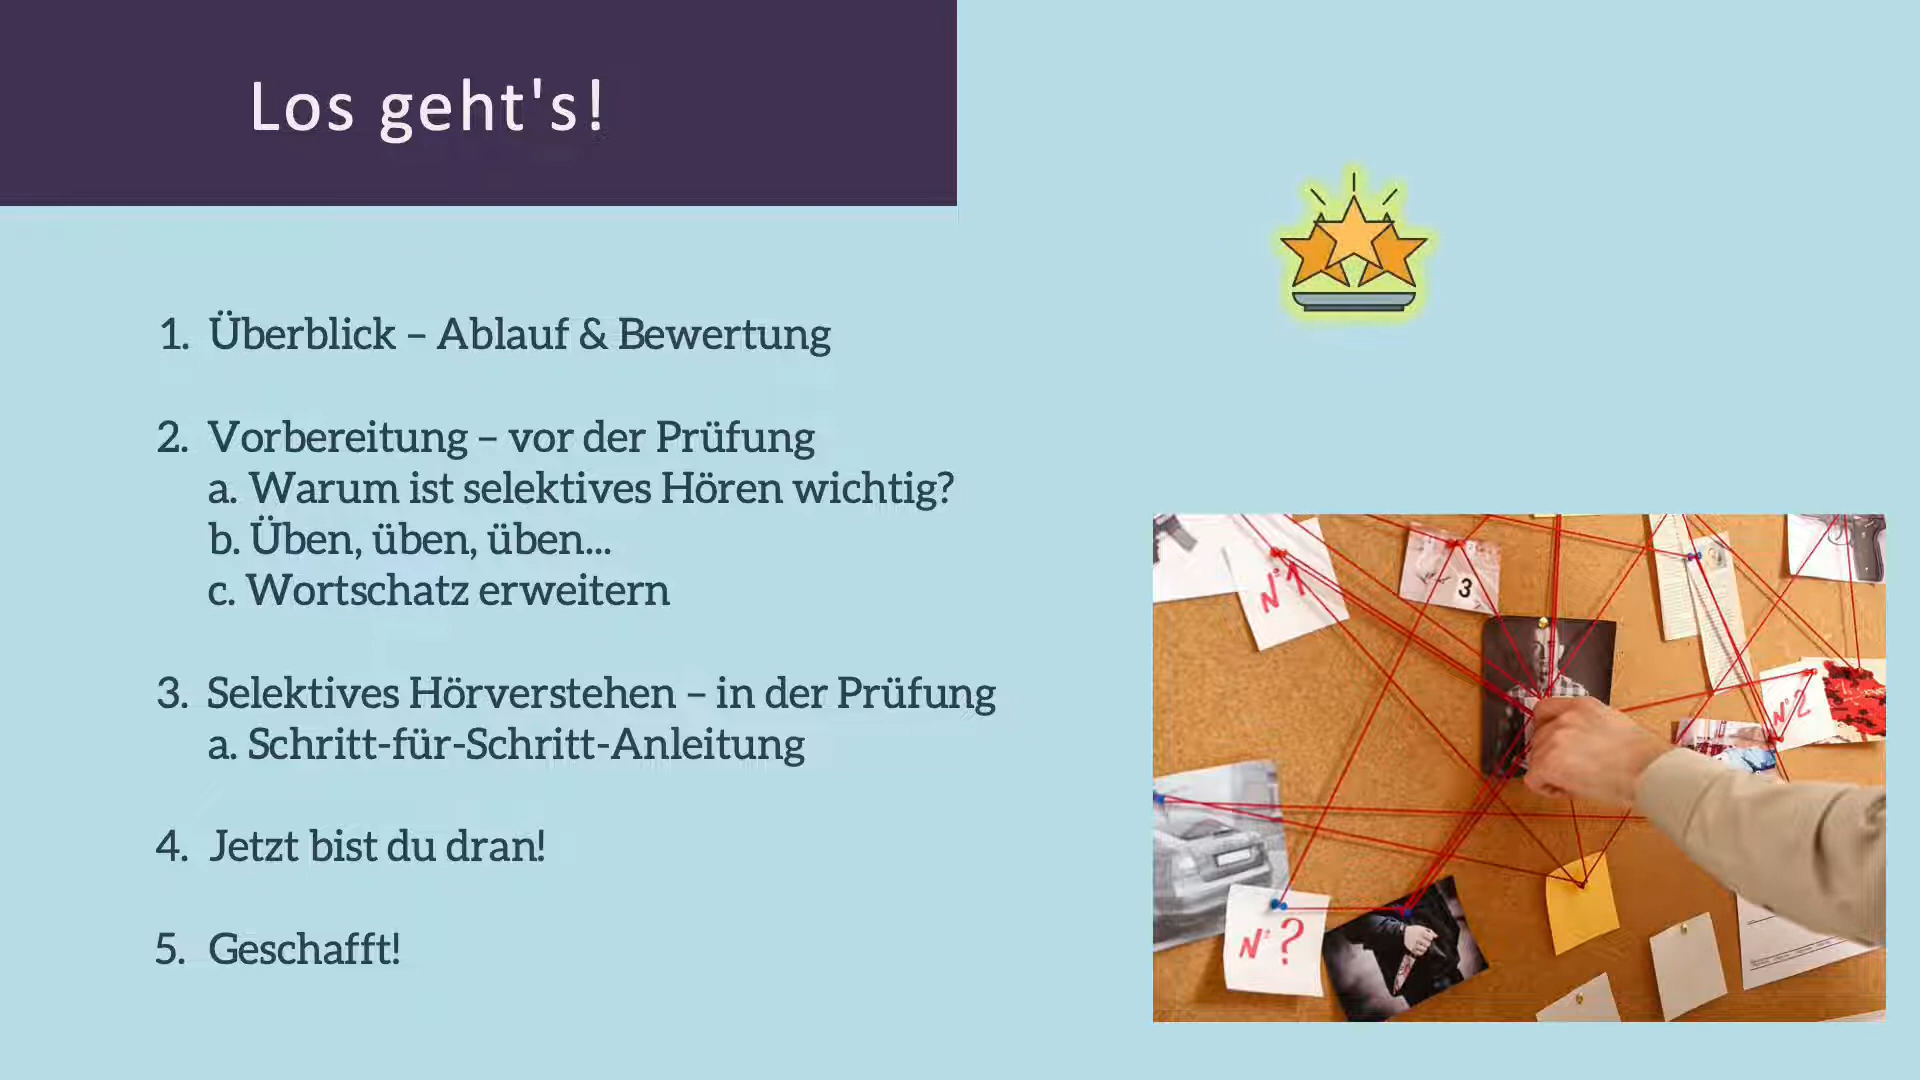 Los geht's!
1. Überblick – Ablauf & Bewertung
2. Vorbereitung – vor der Prüfung
a. Warum ist selektives Hören wichtig?
b. Üben, üben, üben...
c. Wortschatz erweitern
3. Selektives Hörverstehen – in der Prüfung
a. Schritt-für-Schritt-Anleitung
4. Jetzt bist du dran!
5. Geschafft!
N° 1
3
N° 2
N° ?